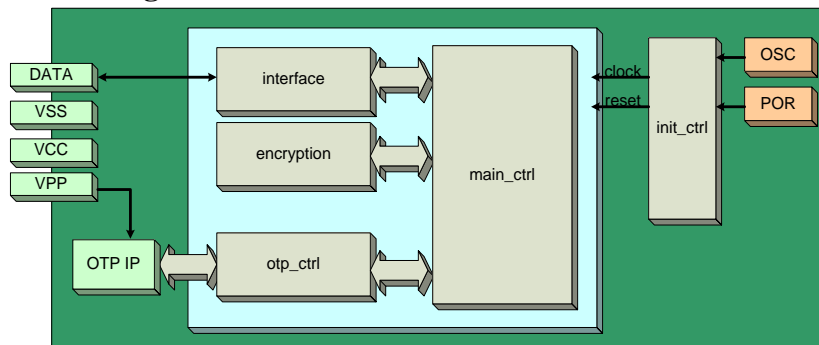 DATA
VSS
VCC
VPP
OTP IP
interface
encryption
otp_ctrl
main_ctrl
clock
reset
init_ctrl
OSC
POR